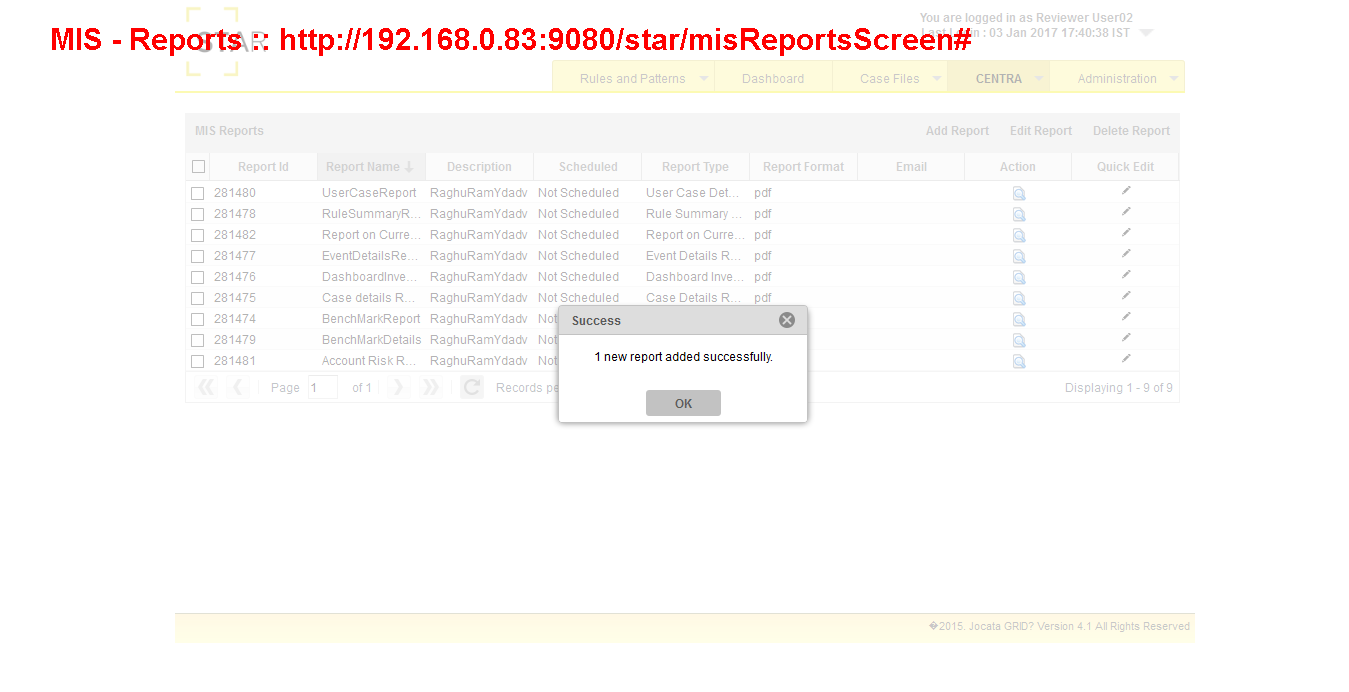 You are logged in as Reviewer User02
MIS - Reports :: http://192.168.0.83:9080/star/misReportsScreen#
STAR
: 03 Jan 2017 17:40:38 IST
Rules and Patterns Dashboard Case Files CENTRA Administration
MIS Reports Add Report Edit Report Delete Report
Report Id Report Name Description Scheduled Report Type Report Format Email Action Quick Edit
281480 UserCaseReport RaghuRamYdadv Not Scheduled User Case Det... pdf
281478 RuleSummaryR... RaghuRamYdadv Not Scheduled Rule Summary ... pdf
281482 Report on Curre... RaghuRamYdadv Not Scheduled Report on Curre... pdf
281477 EventDetailsRe... RaghuRamYdadv Not Scheduled Event Details R... pdf
281476 DashboardInve... RaghuRamYdadv Not Scheduled Dashboard Inve... pdf
281475 Case details R... RaghuRamYdadv Not Scheduled Case Details R... pdf
281474 BenchMarkReport RaghuRamYdadv Not
281479 BenchMarkDetails RaghuRamYdadv Not
281481 Account Risk R... RaghuRamYdadv Not
Success
1 new report added successfully.
OK
Page 1 of 1 Records pe Displaying 1 - 9 of 9
�2015. Jocata GRID? Version 4.1 All Rights Reserved